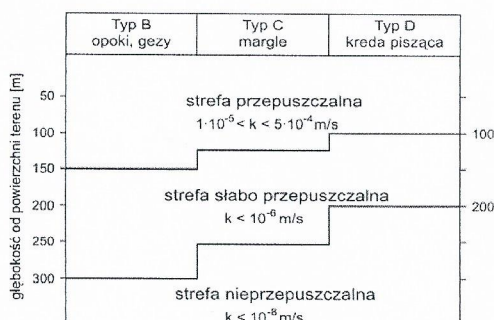 Typ B
opoki, gezy
Typ C
margle
Typ D
kreda pisząca
głębokość od powierzchni terenu [m]
50
100
150
200
250
300
strefa przepuszczalna
1·10⁻⁵ < k < 5·10⁻⁴ m/s
100
strefa słabo przepuszczalna
k < 10⁻⁶ m/s
200
strefa nieprzepuszczalna
k < 10⁻⁸ m/s